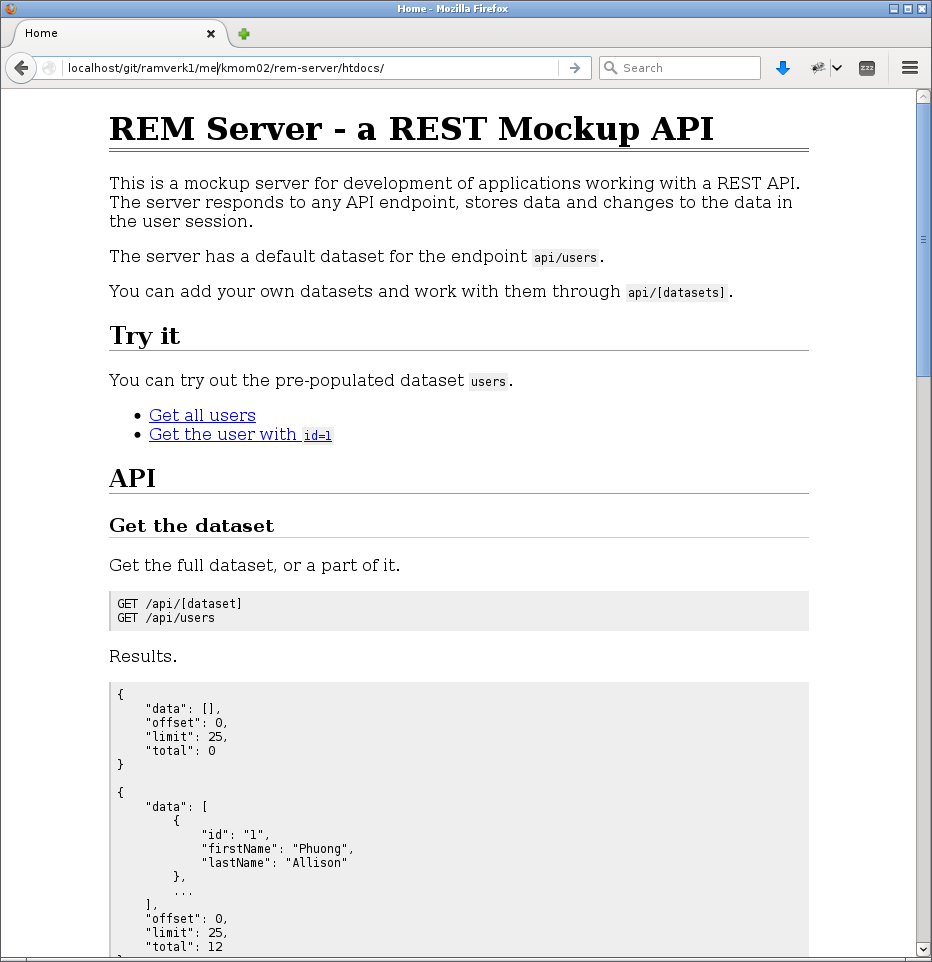 Home - Mozilla Firefox
Home
localhost/git/ramverk1/me/kmom02/rem-server/htdocs/
Search
zzz
REM Server - a REST Mockup API
This is a mockup server for development of applications working with a REST API.
The server responds to any API endpoint, stores data and changes to the data in
the user session.
The server has a default dataset for the endpoint api/users.
You can add your own datasets and work with them through api/[datasets].
Try it
You can try out the pre-populated dataset users.
• Get all users
• Get the user with id=1
API
Get the dataset
Get the full dataset, or a part of it.
GET /api/[dataset]
GET /api/users
Results.
{
    "data": [],
    "offset": 0,
    "limit": 25,
    "total": 0
}
{
    "data": [
        {
            "id": "1",
            "firstName": "Phuong",
            "lastName": "Allison"
        },
        ...
    ],
    "offset": 0,
    "limit": 25,
    "total": 12